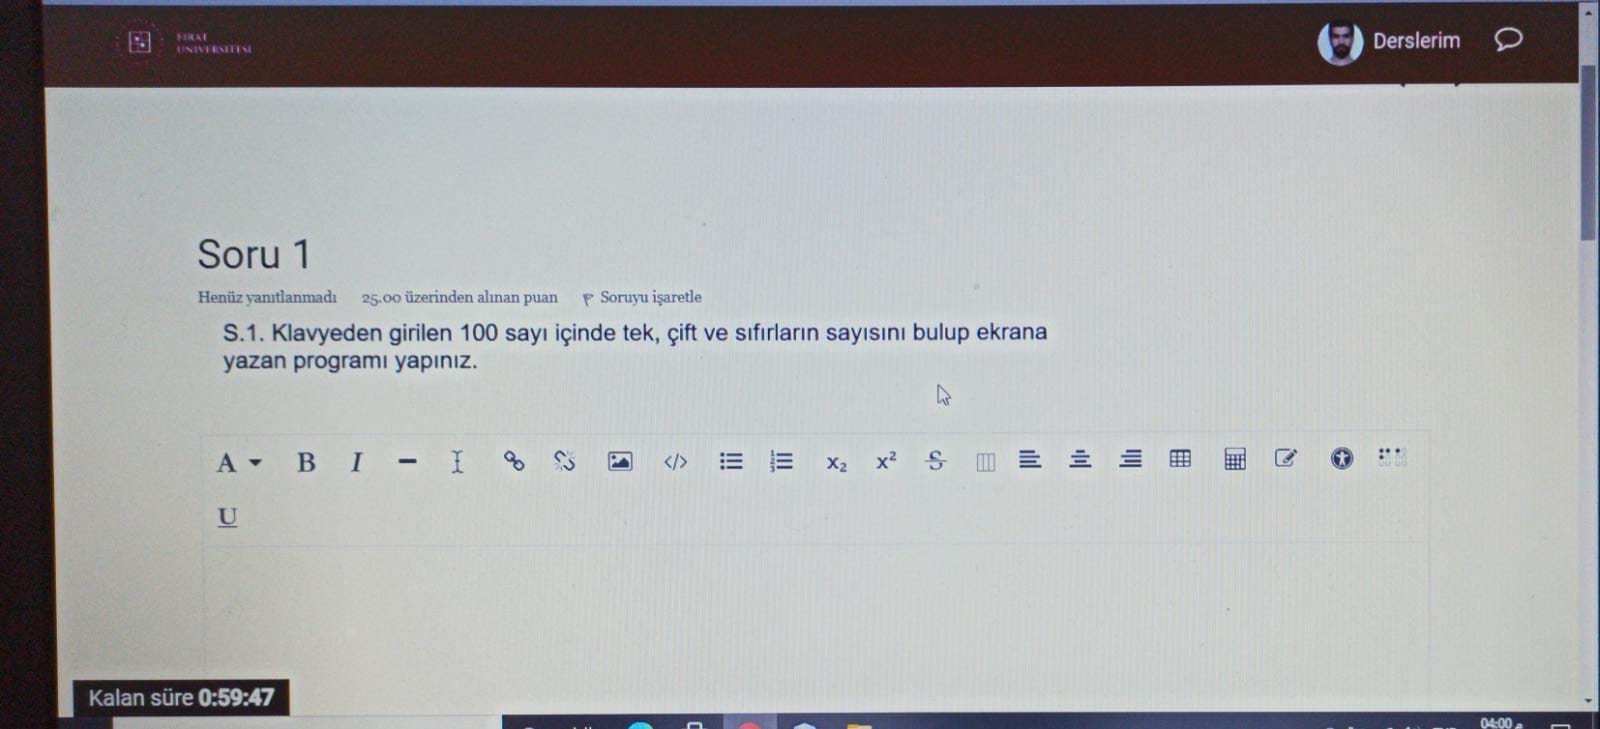 FIRAT
ÜNİVERSİTESİ
Derslerim
Soru 1
Henüz yanıtlanmadı 25.00 üzerinden alınan puan Soruyu işaretle
S.1. Klavyeden girilen 100 sayı içinde tek, çift ve sıfırların sayısını bulup ekrana
yazan programı yapınız.
A B I </> X₂ X² S
U
Kalan süre 0:59:47
04:00